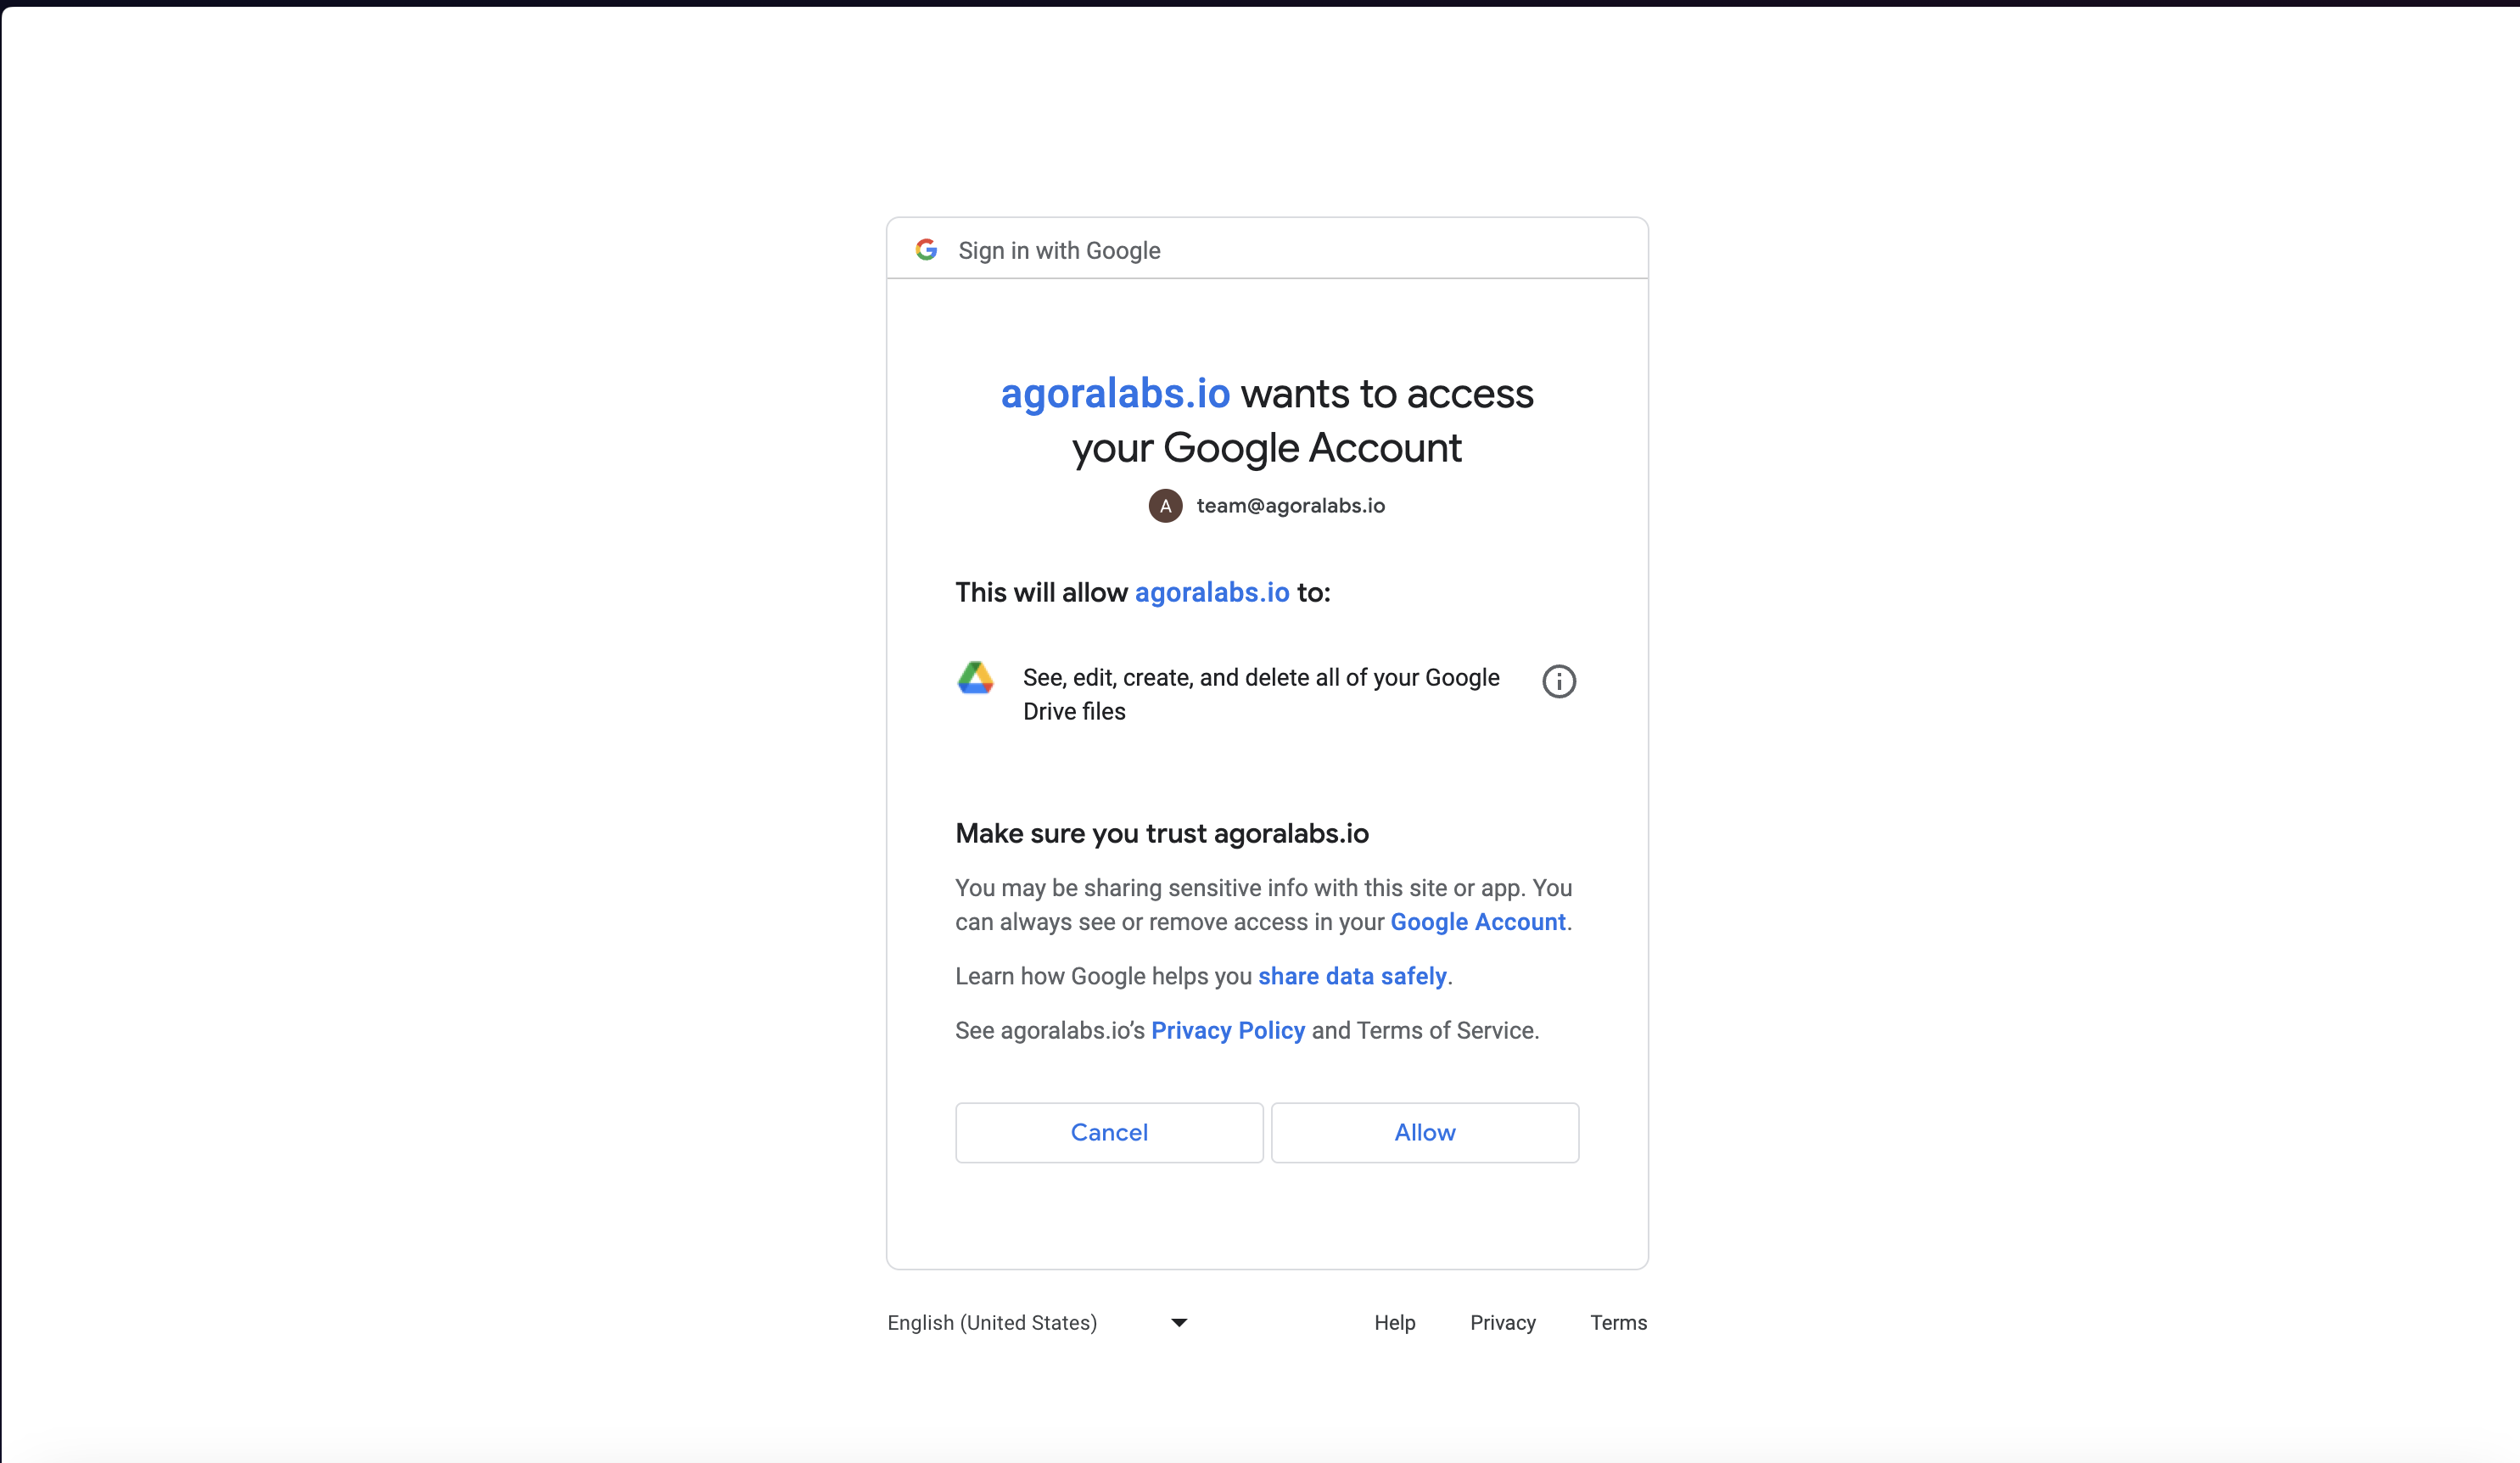 Sign in with Google
agoralabs.io wants to access
your Google Account
A team@agoralabs.io
This will allow agoralabs.io to:
See, edit, create, and delete all of your Google
Drive files
Make sure you trust agoralabs.io
You may be sharing sensitive info with this site or app. You
can always see or remove access in your Google Account.
Learn how Google helps you share data safely.
See agoralabs.io’s Privacy Policy and Terms of Service.
Cancel Allow
English (United States) Help Privacy Terms